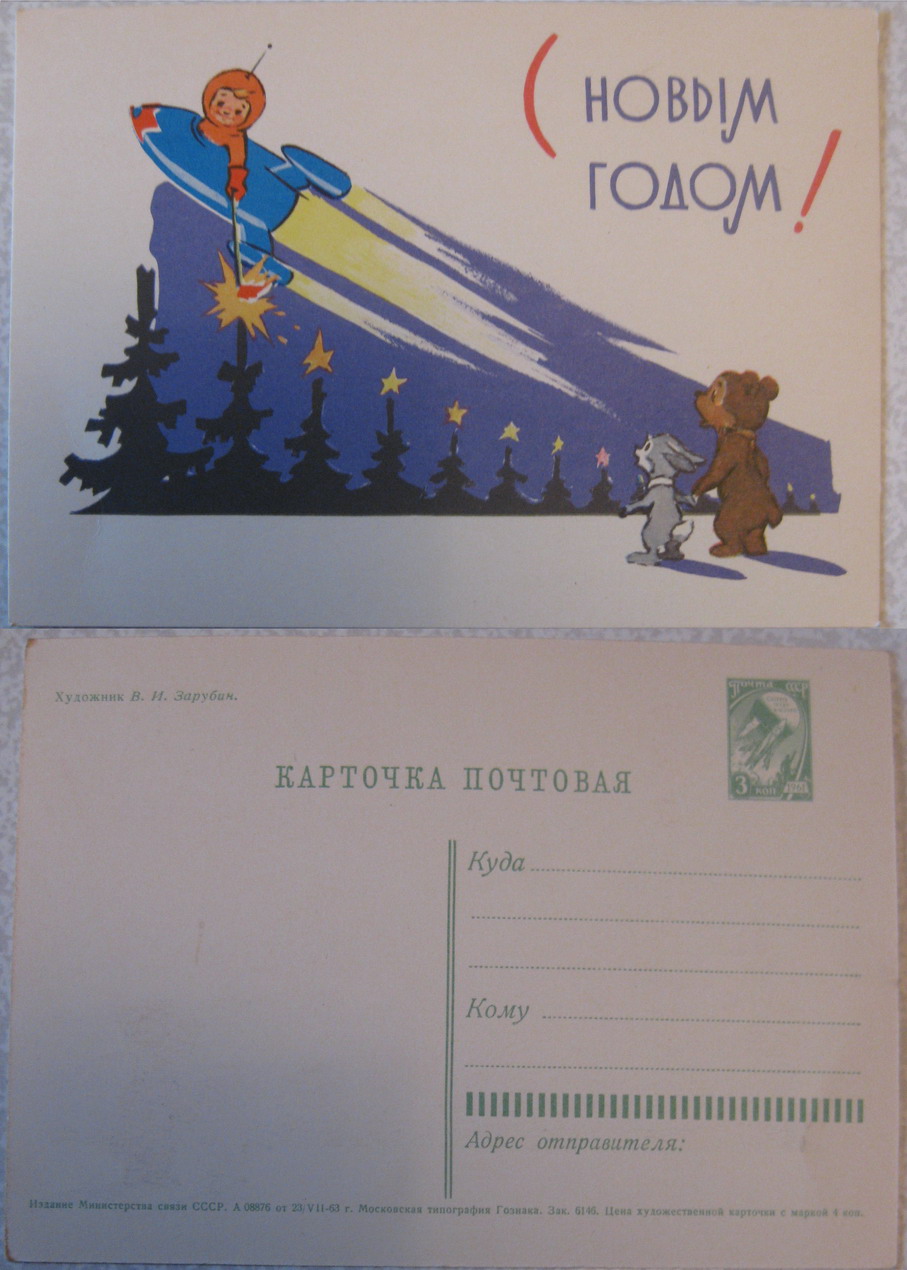 С НОВЫМ
ГОДОМ!
Художник В. И. Зарубин.
ПОЧТА СССР
3 КОП
КАРТОЧКА ПОЧТОВАЯ
Куда
Кому
Адрес отправителя:
Издание Министерства связи СССР. А 08876 от 23/VII-63 г. Московская типография Гознака. Зак. 6146. Цена художественной карточки с маркой 4 коп.